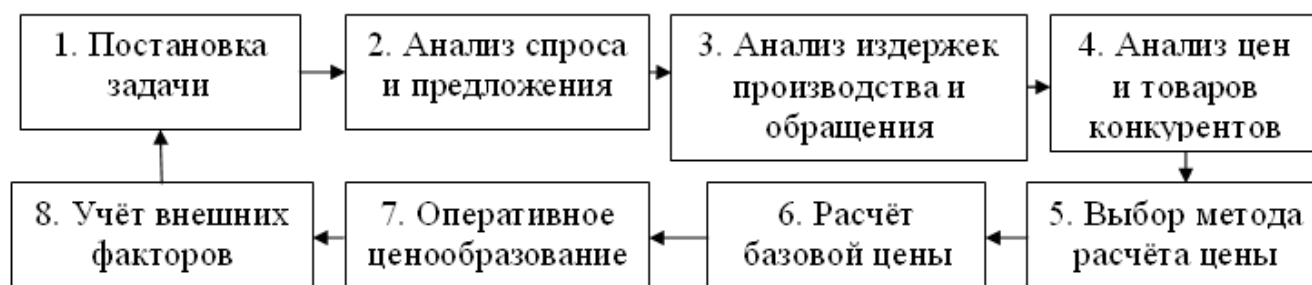 1. Постановка
задачи
2. Анализ спроса
и предложения
3. Анализ издержек
производства и
обращения
4. Анализ цен
и товаров
конкурентов
5. Выбор метода
расчёта цены
6. Расчёт
базовой цены
7. Оперативное
ценообразование
8. Учёт внешних
факторов